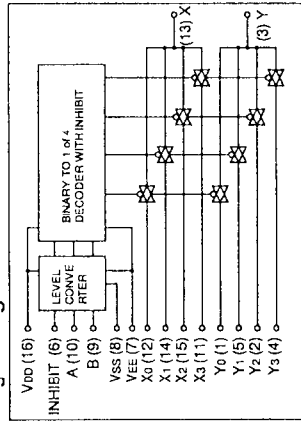 VDD (16)
INHIBIT (6)
A (10)
B (9)
VSS (8)
VEE (7)
X0 (12)
X1 (14)
X2 (15)
X3 (11)
Y0 (1)
Y1 (5)
Y2 (2)
Y3 (4)
LEVEL
CONVE
RTER
BINARY TO 1 of 4
DECODER WITH INHIBIT
(13) X
(3) Y